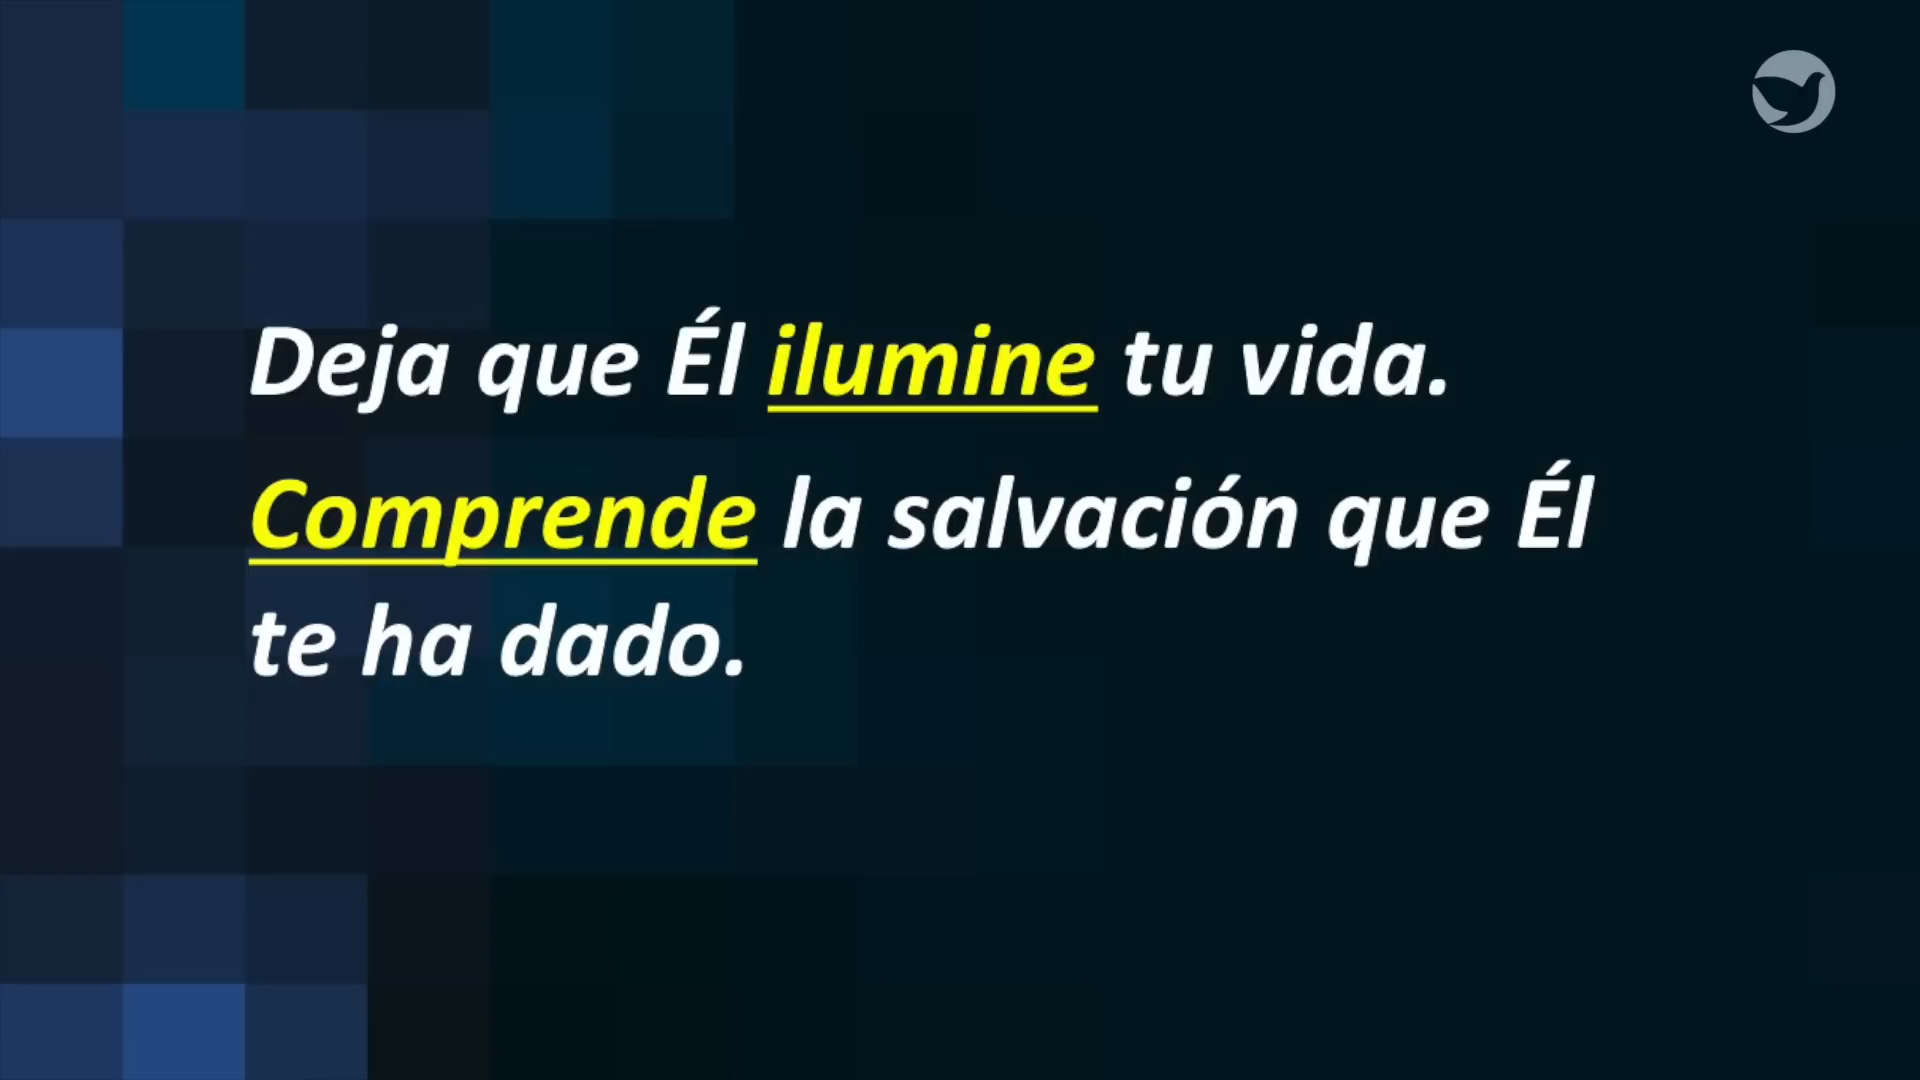 Deja que Él ilumine tu vida.
Comprende la salvación que Él
te ha dado.